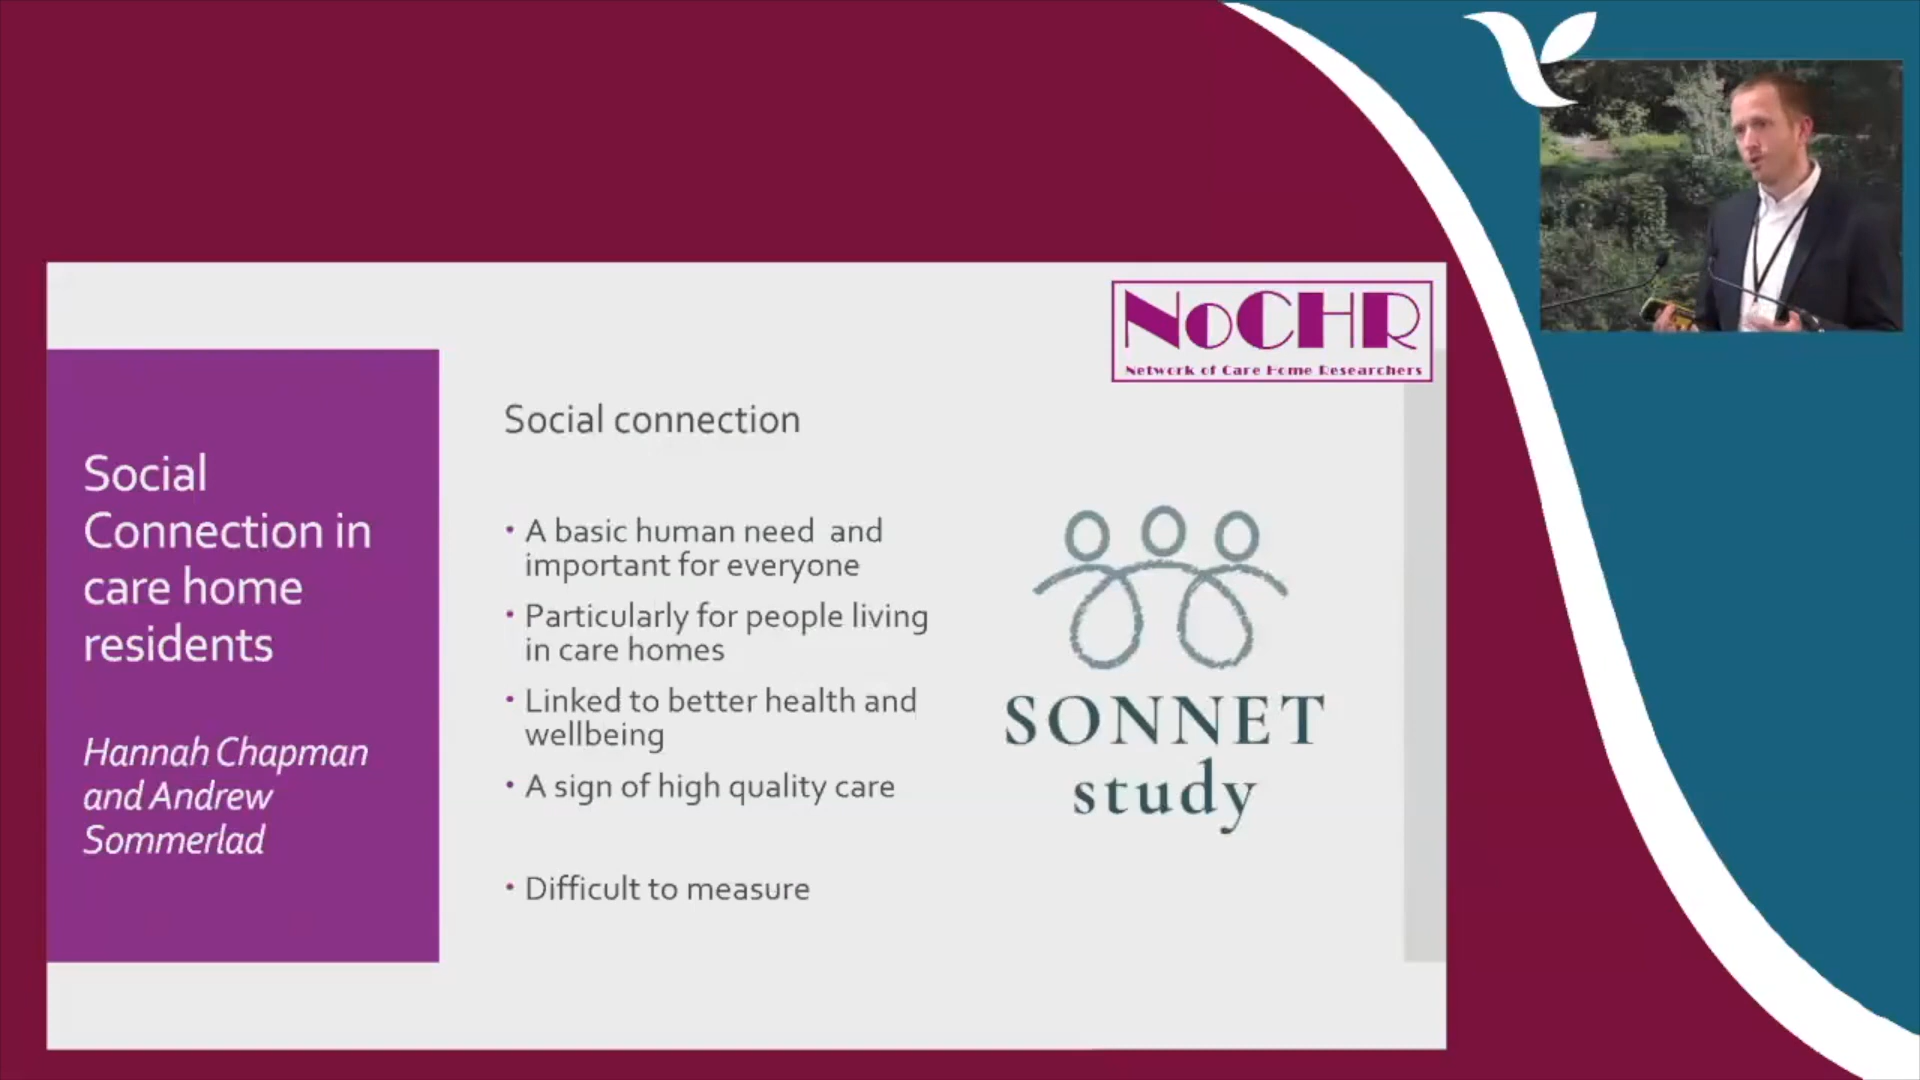 NoCHR
Network of Care Home Researchers
Social
Connection in
care home
residents
Hannah Chapman
and Andrew
Sommerlad
Social connection
• A basic human need  and
important for everyone
• Particularly for people living
in care homes
• Linked to better health and
wellbeing
• A sign of high quality care
• Difficult to measure
SONNET
study